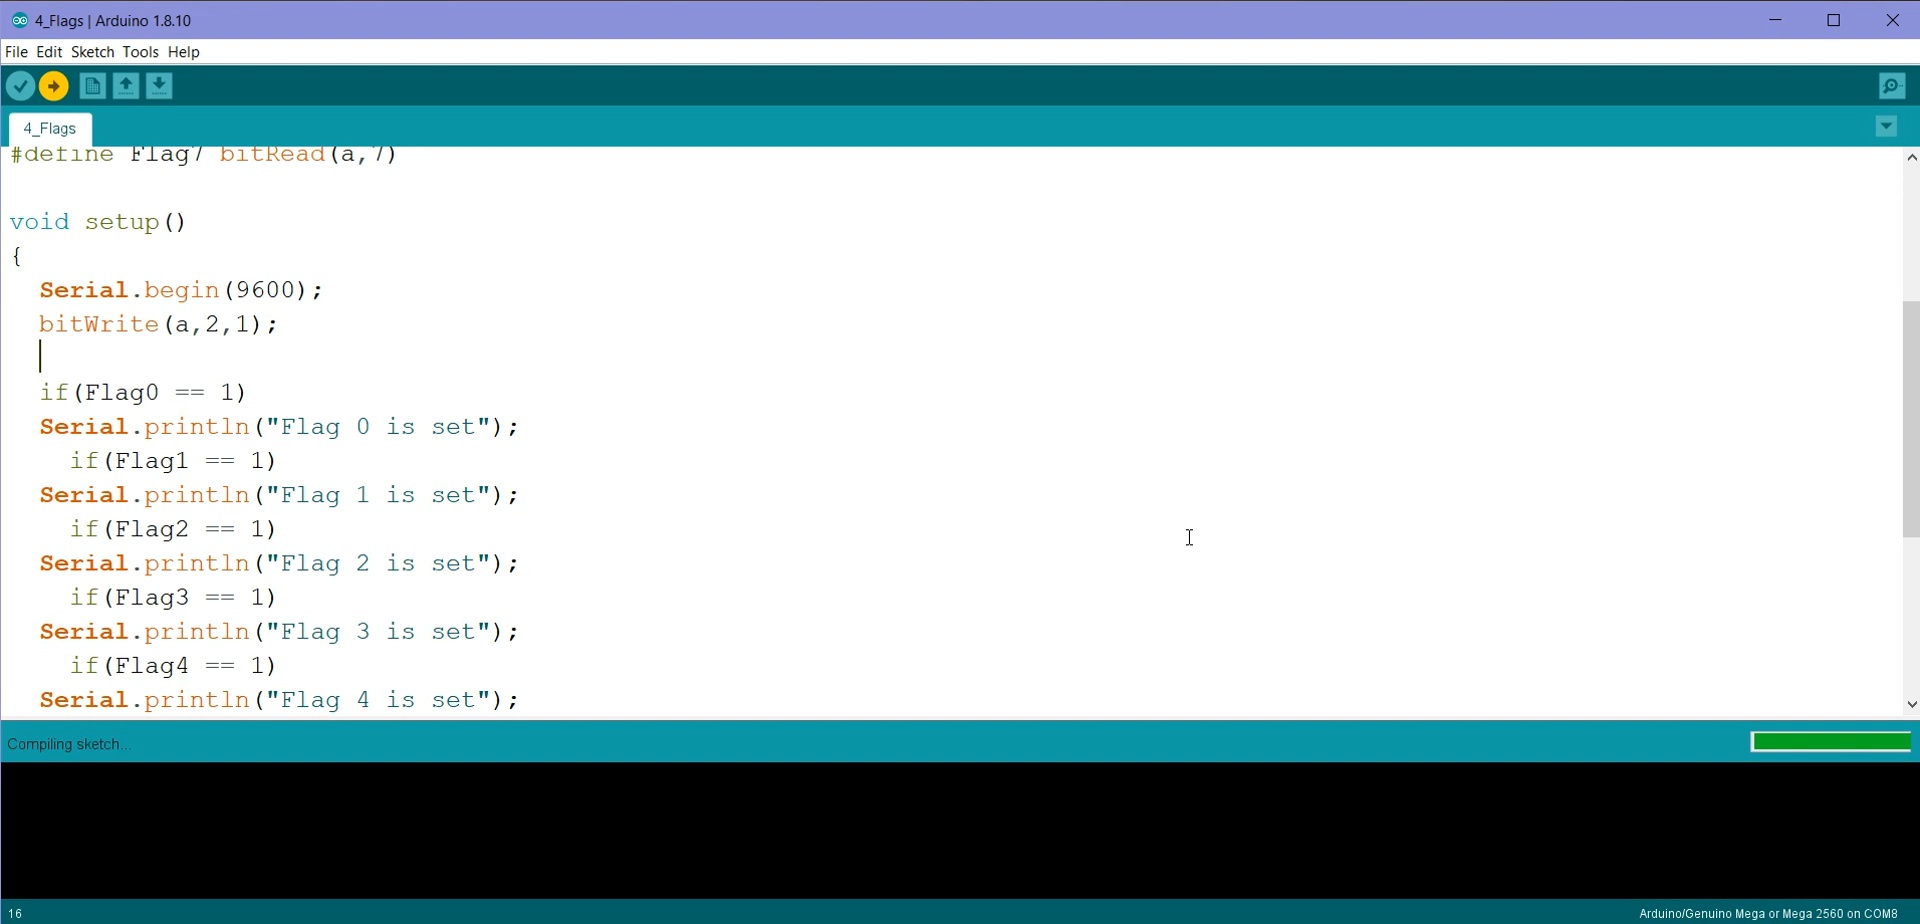 4_Flags | Arduino 1.8.10
File Edit Sketch Tools Help
4_Flags
#define Flag7 bitRead(a,7)
void setup()
{
Serial.begin(9600);
bitWrite(a,2,1);
if(Flag0 == 1)
Serial.println("Flag 0 is set");
if(Flag1 == 1)
Serial.println("Flag 1 is set");
if(Flag2 == 1)
Serial.println("Flag 2 is set");
if(Flag3 == 1)
Serial.println("Flag 3 is set");
if(Flag4 == 1)
Serial.println("Flag 4 is set");
Compiling sketch...
16
Arduino/Genuino Mega or Mega 2560 on COM8